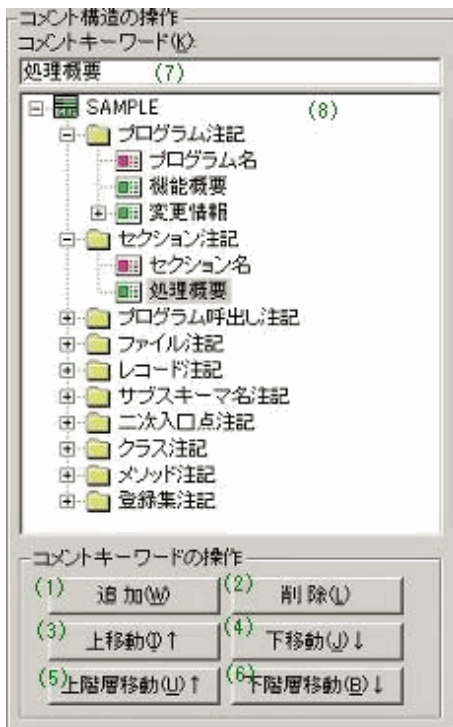 コメント構造の操作
コメントキーワード(K):
処理概要 (7)
SAMPLE (8)
プログラム注記
プログラム名
機能概要
変更情報
セクション注記
セクション名
処理概要
プログラム呼出し注記
ファイル注記
レコード注記
サブスキーマ名注記
二次入口点注記
クラス注記
メソッド注記
登録集注記
コメントキーワードの操作
(1) 追加(W) (2) 削除(L)
(3) 上移動(I)↑ (4) 下移動(J)↓
(5) 上階層移動(U)↑ (6) 下階層移動(B)↓